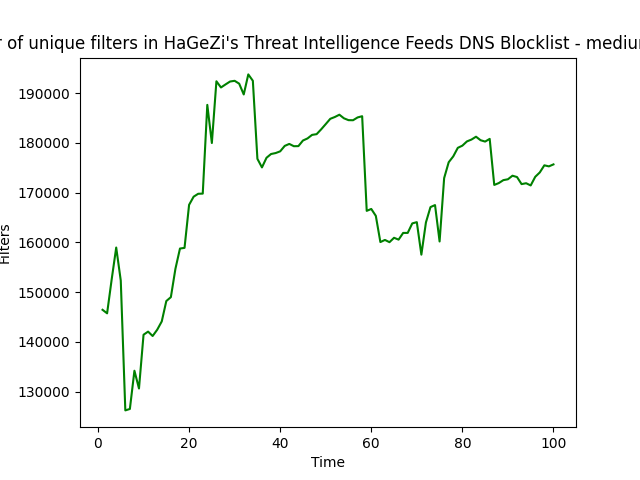 r of unique filters in HaGeZi's Threat Intelligence Feeds DNS Blocklist - mediu
Filters
190000
180000
170000
160000
150000
140000
130000
0 20 40 60 80 100
Time